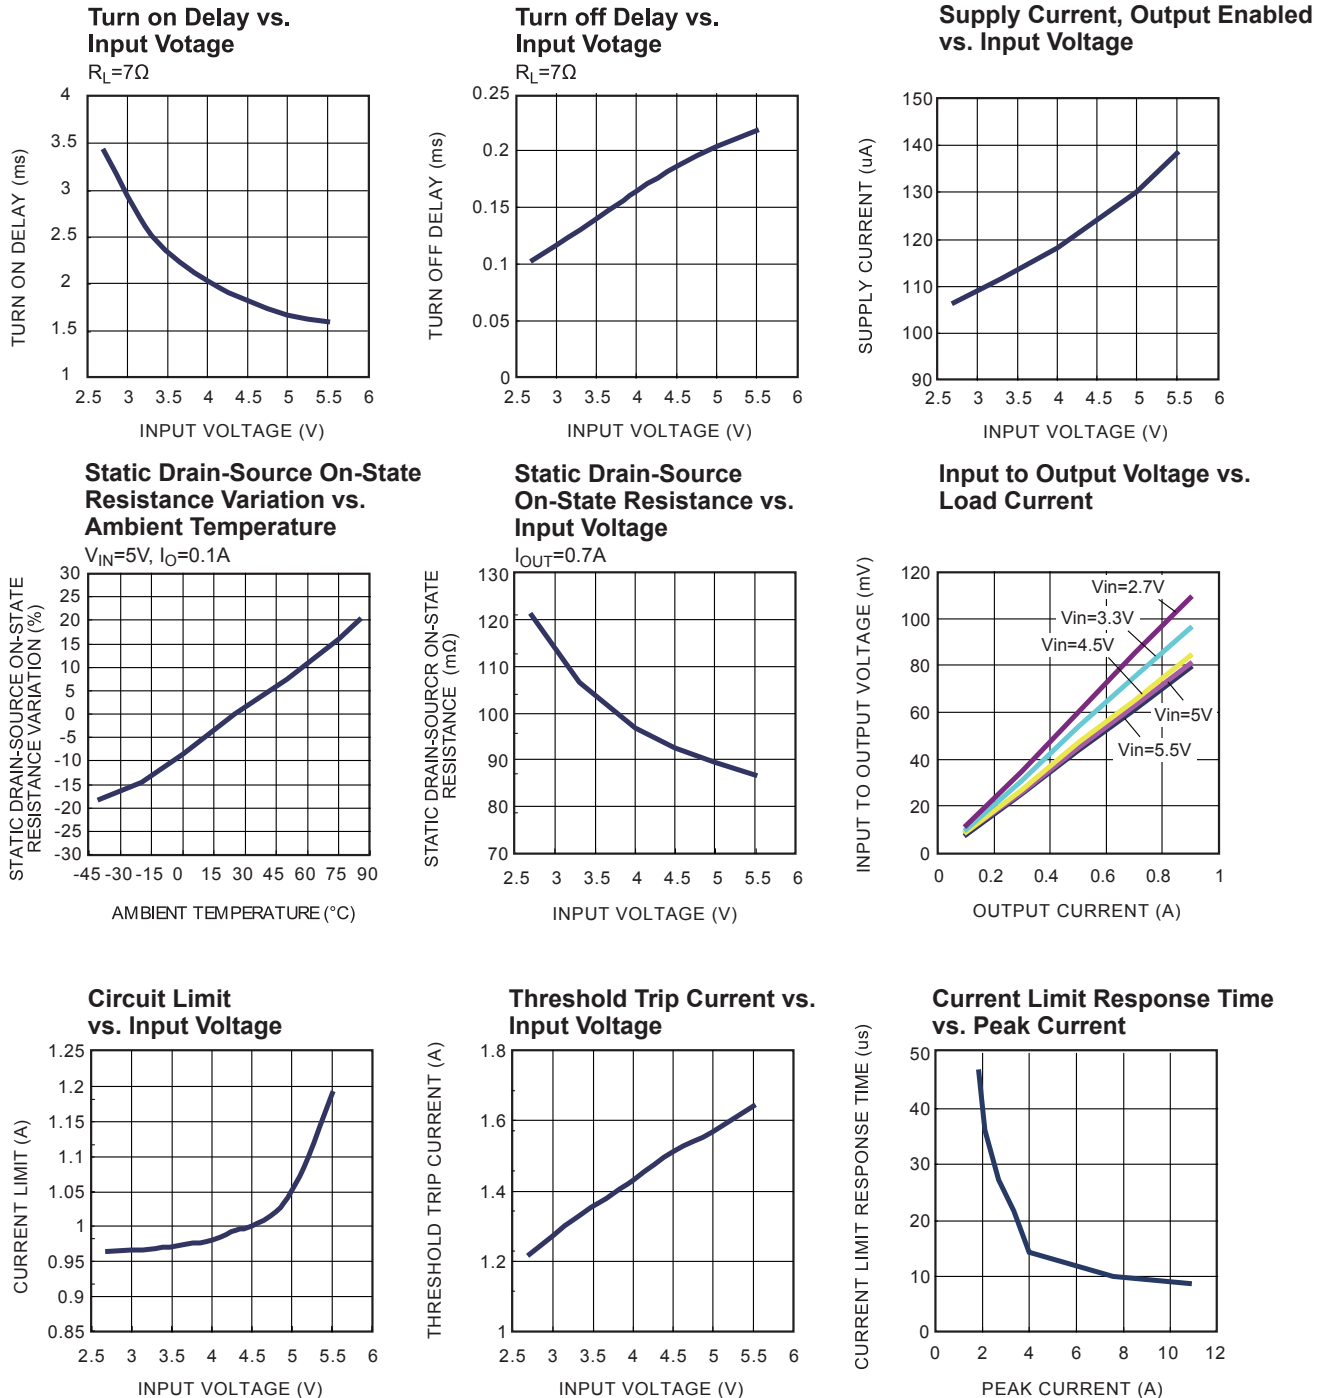 Turn on Delay vs.
Input Votage
RL=7Ω
TURN ON DELAY (ms)
4
3.5
3
2.5
2
1.5
1
2.5 3 3.5 4 4.5 5 5.5 6
INPUT VOLTAGE (V)
Turn off Delay vs.
Input Votage
RL=7Ω
TURN OFF DELAY (ms)
0.25
0.2
0.15
0.1
0.05
0
2.5 3 3.5 4 4.5 5 5.5 6
INPUT VOLTAGE (V)
Supply Current, Output Enabled
vs. Input Voltage
SUPPLY CURRENT (uA)
150
140
130
120
110
100
90
2.5 3 3.5 4 4.5 5 5.5 6
INPUT VOLTAGE (V)
Static Drain-Source On-State
Resistance Variation vs.
Ambient Temperature
VIN=5V, IO=0.1A
STATIC DRAIN-SOURCE ON-STATE
RESISTANCE VARIATION (%)
30
25
20
15
10
5
0
-5
-10
-15
-20
-25
-30
-45 -30 -15 0 15 30 45 60 75 90
AMBIENT TEMPERATURE (°C)
Static Drain-Source
On-State Resistance vs.
Input Voltage
IOUT=0.7A
STATIC DRAIN-SOURCR ON-STATE
RESISTANCE (mΩ)
130
120
110
100
90
80
70
2.5 3 3.5 4 4.5 5 5.5 6
INPUT VOLTAGE (V)
Input to Output Voltage vs.
Load Current
INPUT TO OUTPUT VOLTAGE (mV)
120
100
80
60
40
20
0
Vin=2.7V
Vin=3.3V
Vin=4.5V
Vin=5V
Vin=5.5V
0 0.2 0.4 0.6 0.8 1
OUTPUT CURRENT (A)
Circuit Limit
vs. Input Voltage
CURRENT LIMIT (A)
1.25
1.2
1.15
1.1
1.05
1
0.95
0.9
0.85
2.5 3 3.5 4 4.5 5 5.5 6
INPUT VOLTAGE (V)
Threshold Trip Current vs.
Input Voltage
THRESHOLD TRIP CURRENT (A)
1.8
1.6
1.4
1.2
1
2.5 3 3.5 4 4.5 5 5.5 6
INPUT VOLTAGE (V)
Current Limit Response Time
vs. Peak Current
CURRENT LIMIT RESPONSE TIME (us)
50
40
30
20
10
0
0 2 4 6 8 10 12
PEAK CURRENT (A)